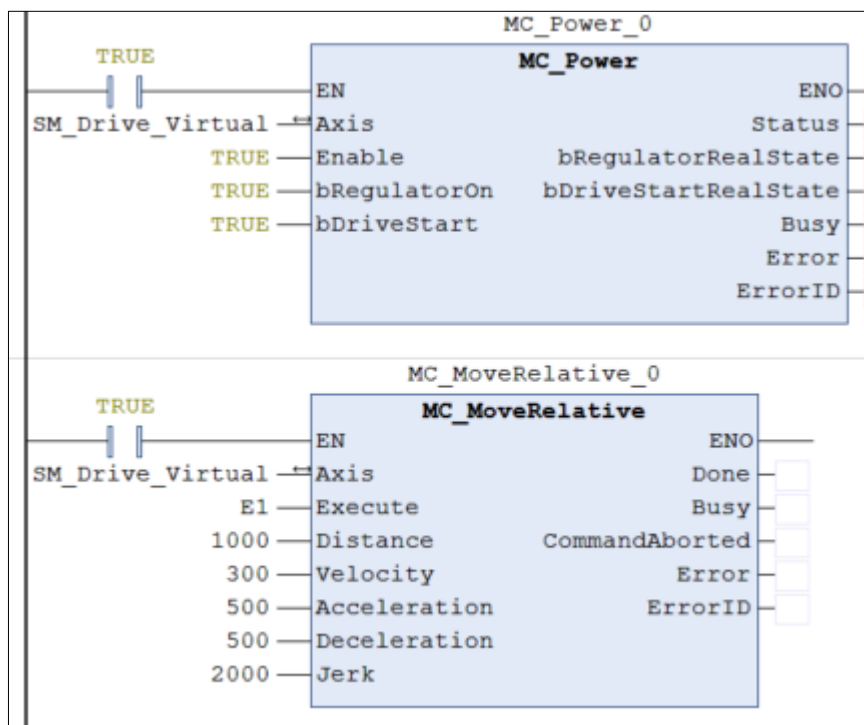 MC_Power_0
TRUE MC_Power
EN ENO
SM_Drive_Virtual Axis Status
TRUE Enable bRegulatorRealState
TRUE bRegulatorOn bDriveStartRealState
TRUE bDriveStart Busy
Error
ErrorID
MC_MoveRelative_0
TRUE MC_MoveRelative
EN ENO
SM_Drive_Virtual Axis Done
E1 Execute Busy
1000 Distance CommandAborted
300 Velocity Error
500 Acceleration ErrorID
500 Deceleration
2000 Jerk